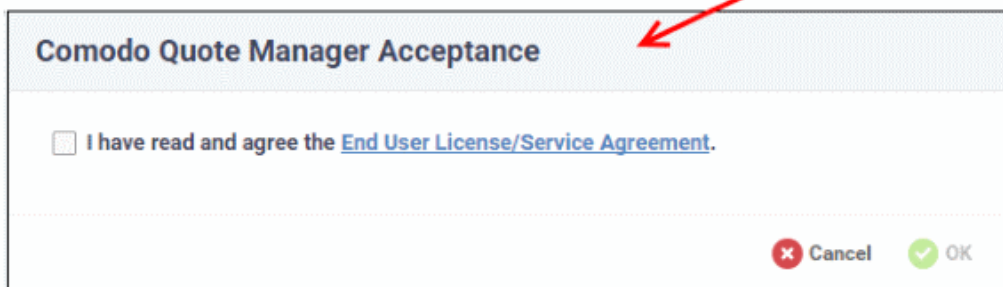 Comodo Quote Manager Acceptance
I have read and agree the End User License/Service Agreement.
Cancel OK